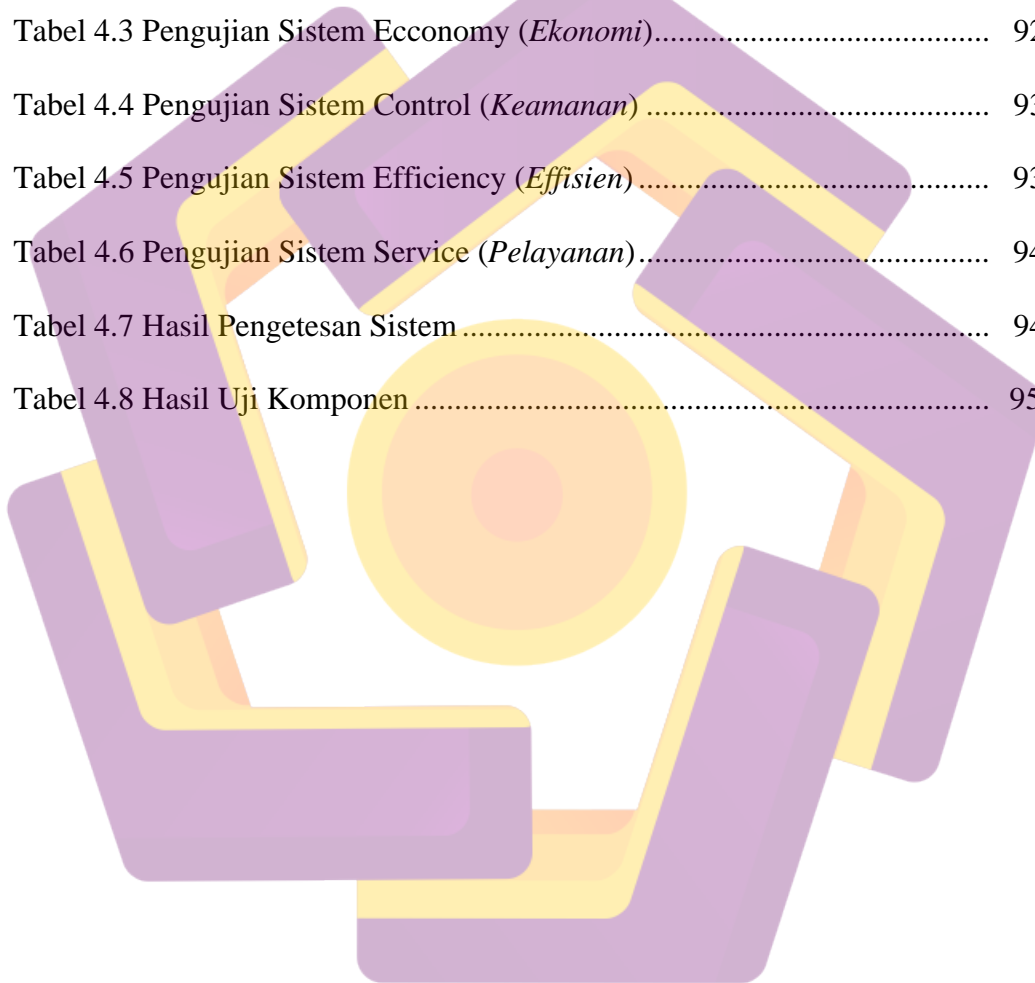 Tabel 4.3 Pengujian Sistem Ecconomy (Ekonomi).......................................... 92
Tabel 4.4 Pengujian Sistem Control (Keamanan) ........................................... 93
Tabel 4.5 Pengujian Sistem Efficiency (Effisien)............................................ 93
Tabel 4.6 Pengujian Sistem Service (Pelayanan)............................................ 94
Tabel 4.7 Hasil Pengetesan Sistem.................................................................. 94
Tabel 4.8 Hasil Uji Komponen ........................................................................ 95